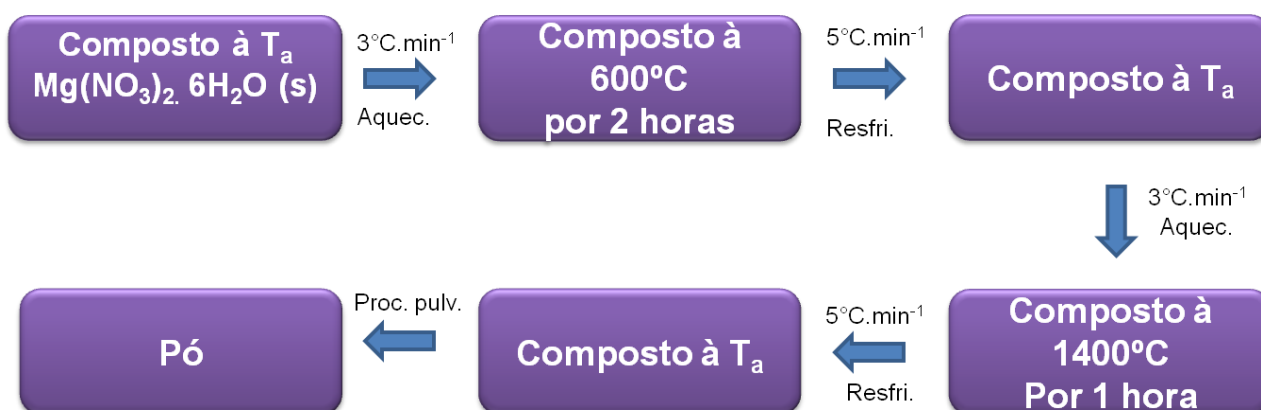 Composto à Ta
Mg(NO3)2. 6H2O (s)
3°C.min-1
Aquec.
Composto à
600ºC
por 2 horas
5°C.min-1
Resfri.
Composto à Ta
3°C.min-1
Aquec.
Composto à
1400ºC
Por 1 hora
5°C.min-1
Resfri.
Composto à Ta
Proc. pulv.
Pó